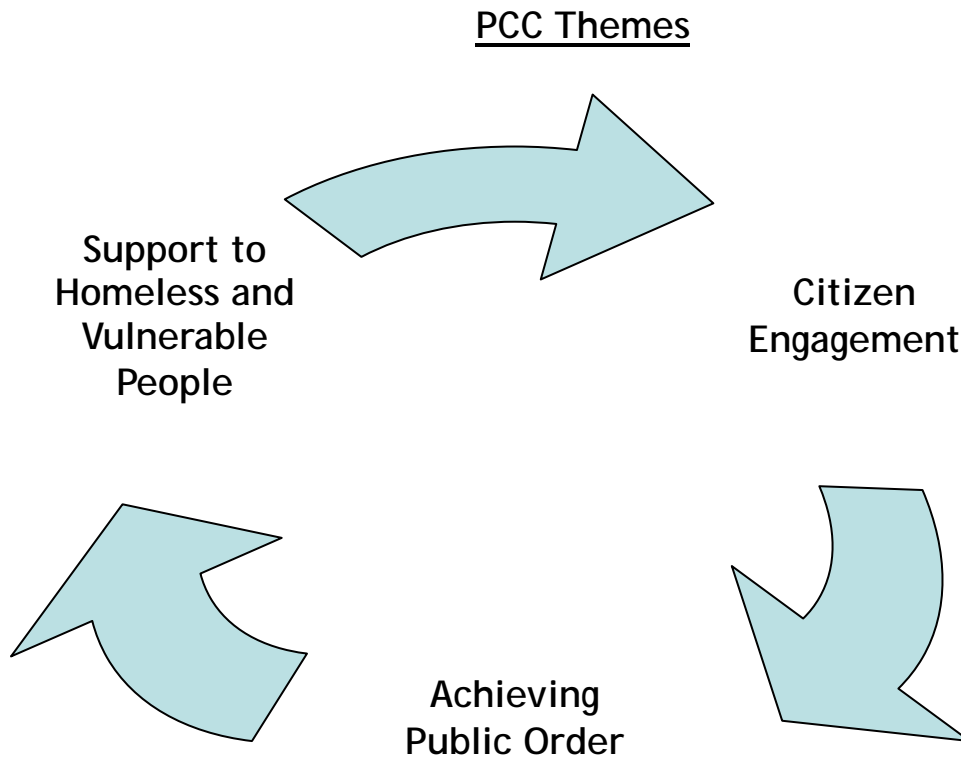 PCC Themes
Support to
Homeless and
Vulnerable
People
Citizen
Engagement
Achieving
Public Order